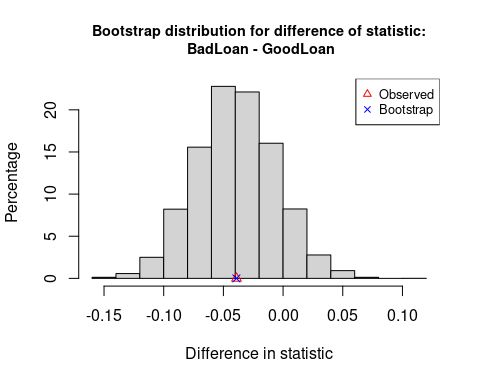 Bootstrap distribution for difference of statistic:
BadLoan - GoodLoan
Observed
Bootstrap
Percentage
20
15
10
5
0
-0.15 -0.10 -0.05 0.00 0.05 0.10
Difference in statistic